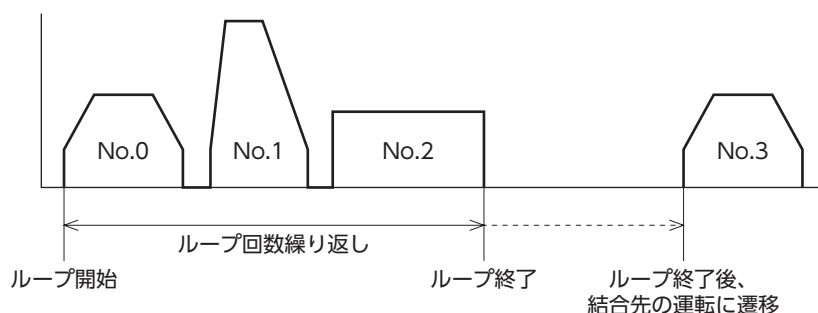 No.0
No.1
No.2
No.3
ループ回数繰り返し
ループ開始
ループ終了
ループ終了後、
結合先の運転に遷移